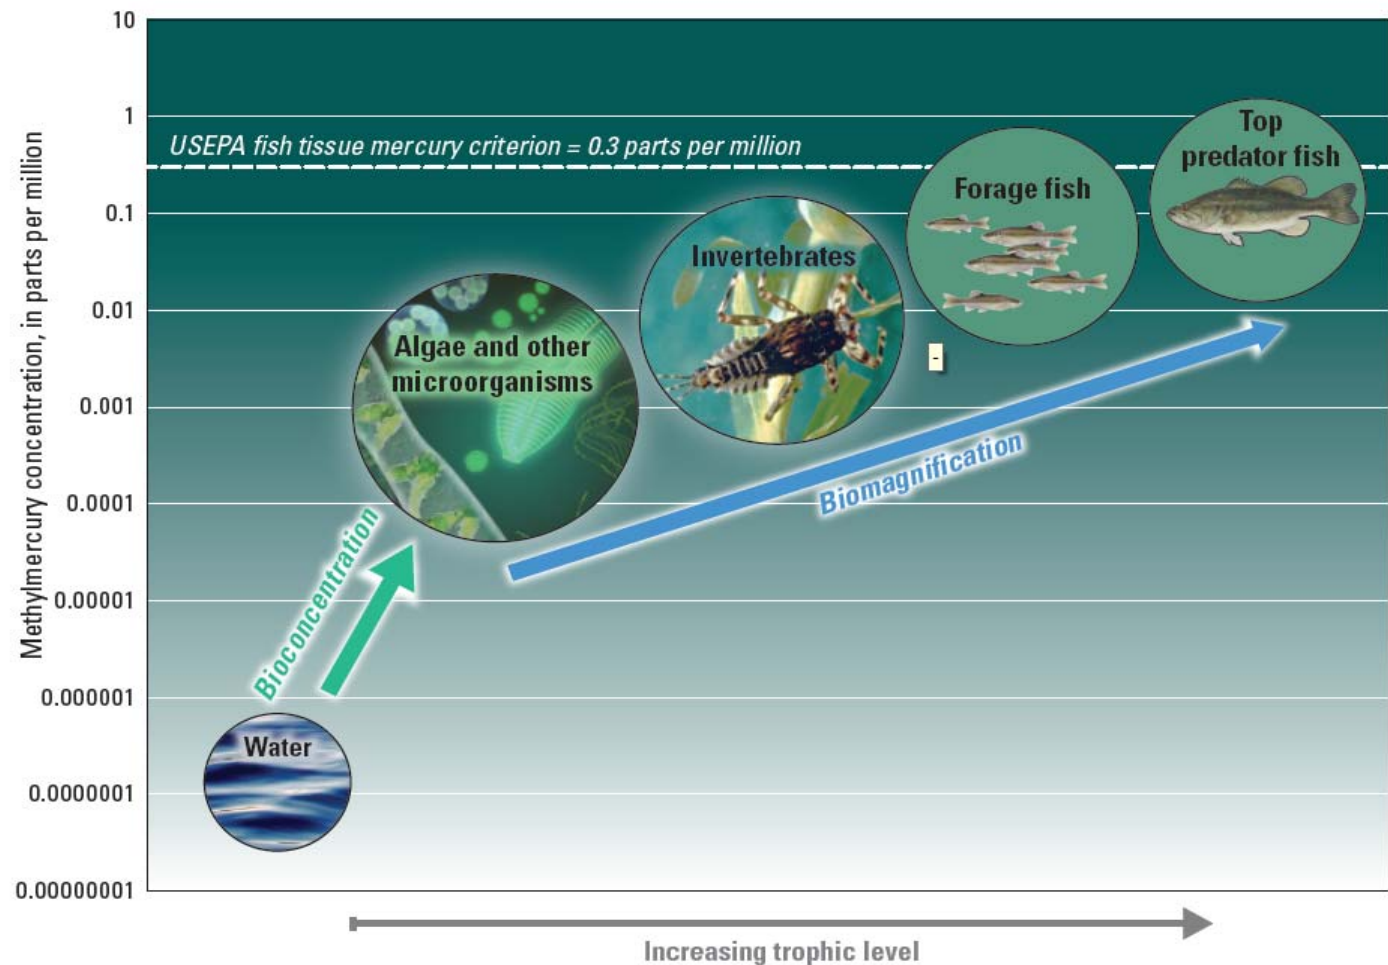 10
1
0.1
0.01
0.001
0.0001
0.00001
0.000001
0.0000001
0.00000001
Methylmercury concentration, in parts per million
USEPA fish tissue mercury criterion = 0.3 parts per million
Top
predator fish
Forage fish
Invertebrates
Algae and other
microorganisms
-
Biomagnification
Bioconcentration
Water
Increasing trophic level